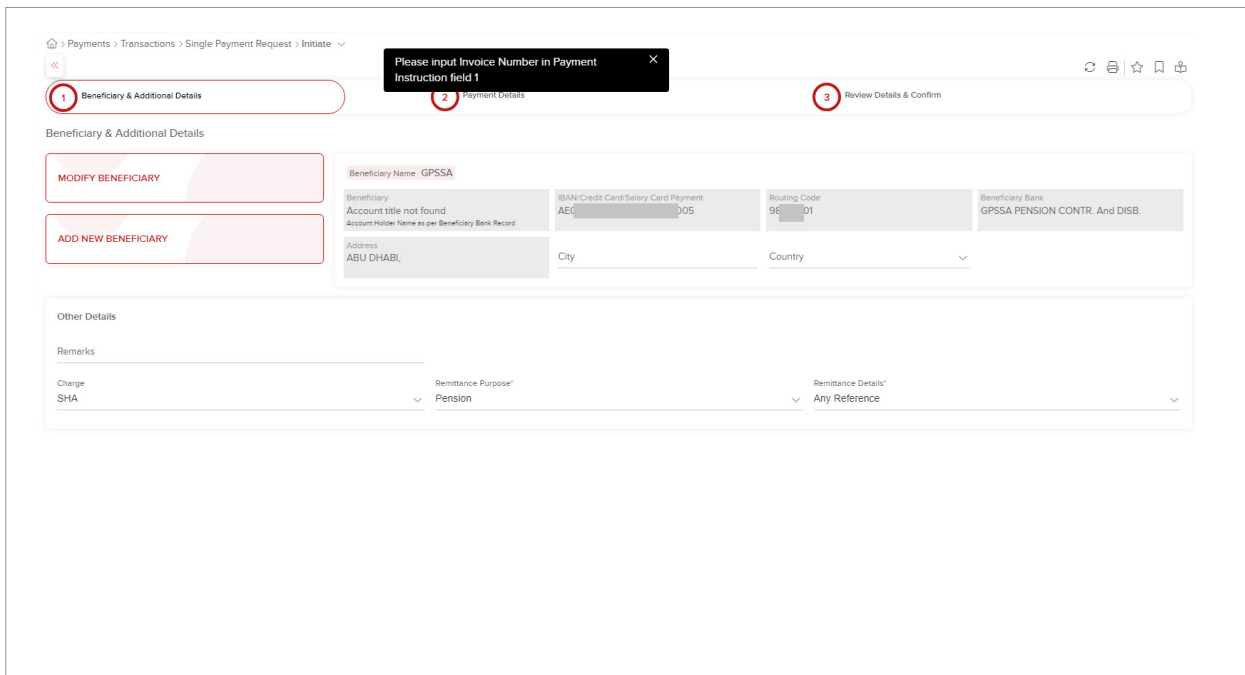 > Payments > Transactions > Single Payment Request > Initiate
Please input Invoice Number in Payment
Instruction field 1
1 Beneficiary & Additional Details
2 Payment Details
3 Review Details & Confirm
Beneficiary & Additional Details
MODIFY BENEFICIARY
ADD NEW BENEFICIARY
Beneficiary Name GPSSA
Beneficiary
Account title not found
Account Holder Name as per Beneficiary Bank Record
IBAN/Credit Card/Salary Card Payment
AE 005
Routing Code
98 01
Beneficiary Bank
GPSSA PENSION CONTR. And DISB.
Address
ABU DHABI,
City
Country
Other Details
Remarks
Charge
SHA
Remittance Purpose*
Pension
Remittance Details*
Any Reference